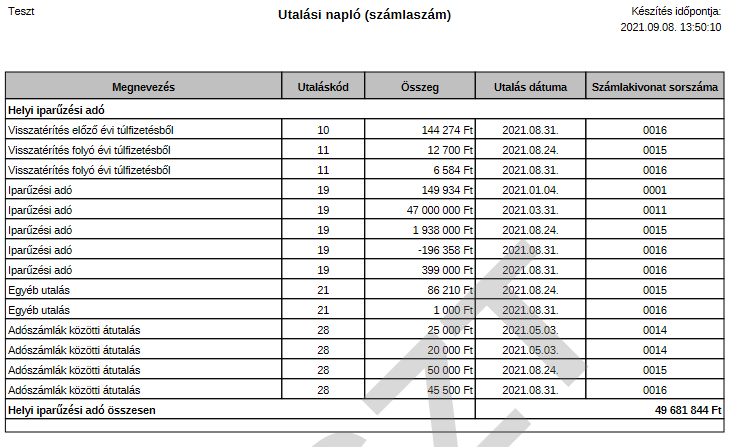 Teszt
Utalási napló (számlaszám)
Készítés időpontja:
2021.09.08. 13:50:10
Megnevezés Utaláskód Összeg Utalás dátuma Számlakivonat sorszáma
Helyi iparűzési adó
Visszatérítés előző évi túlfizetésből 10 144 274 Ft 2021.08.31. 0016
Visszatérítés folyó évi túlfizetésből 11 12 700 Ft 2021.08.24. 0015
Visszatérítés folyó évi túlfizetésből 11 6 584 Ft 2021.08.31. 0016
Iparűzési adó 19 149 934 Ft 2021.01.04. 0001
Iparűzési adó 19 47 000 000 Ft 2021.03.31. 0011
Iparűzési adó 19 1 938 000 Ft 2021.08.24. 0015
Iparűzési adó 19 -196 358 Ft 2021.08.31. 0016
Iparűzési adó 19 399 000 Ft 2021.08.31. 0016
Egyéb utalás 21 86 210 Ft 2021.08.24. 0015
Egyéb utalás 21 1 000 Ft 2021.08.31. 0016
Adószámlák közötti átutalás 28 25 000 Ft 2021.05.03. 0014
Adószámlák közötti átutalás 28 20 000 Ft 2021.05.03. 0014
Adószámlák közötti átutalás 28 50 000 Ft 2021.08.24. 0015
Adószámlák közötti átutalás 28 45 500 Ft 2021.08.31. 0016
Helyi iparűzési adó összesen 49 681 844 Ft